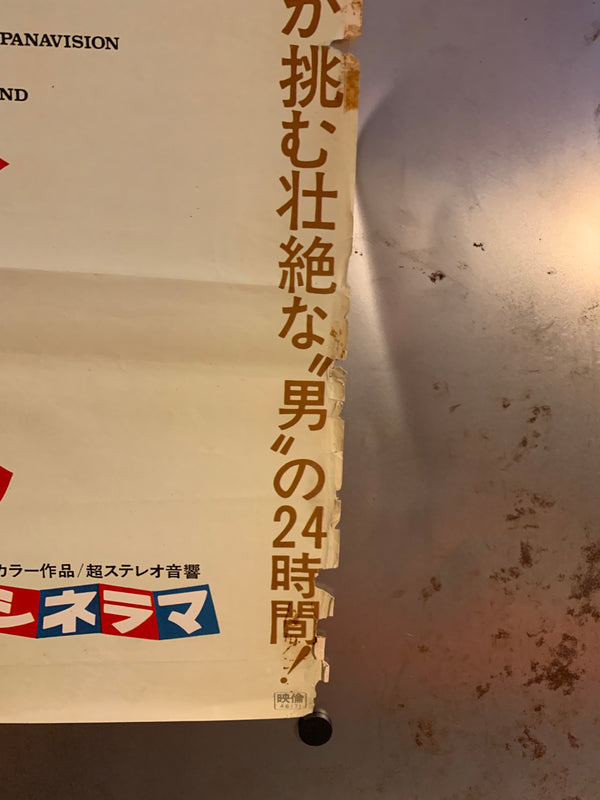 PANAVISION
ND
が挑む壮絶な〝男〟の24時間!
カラー作品/超ステレオ音響
シネラマ
映倫